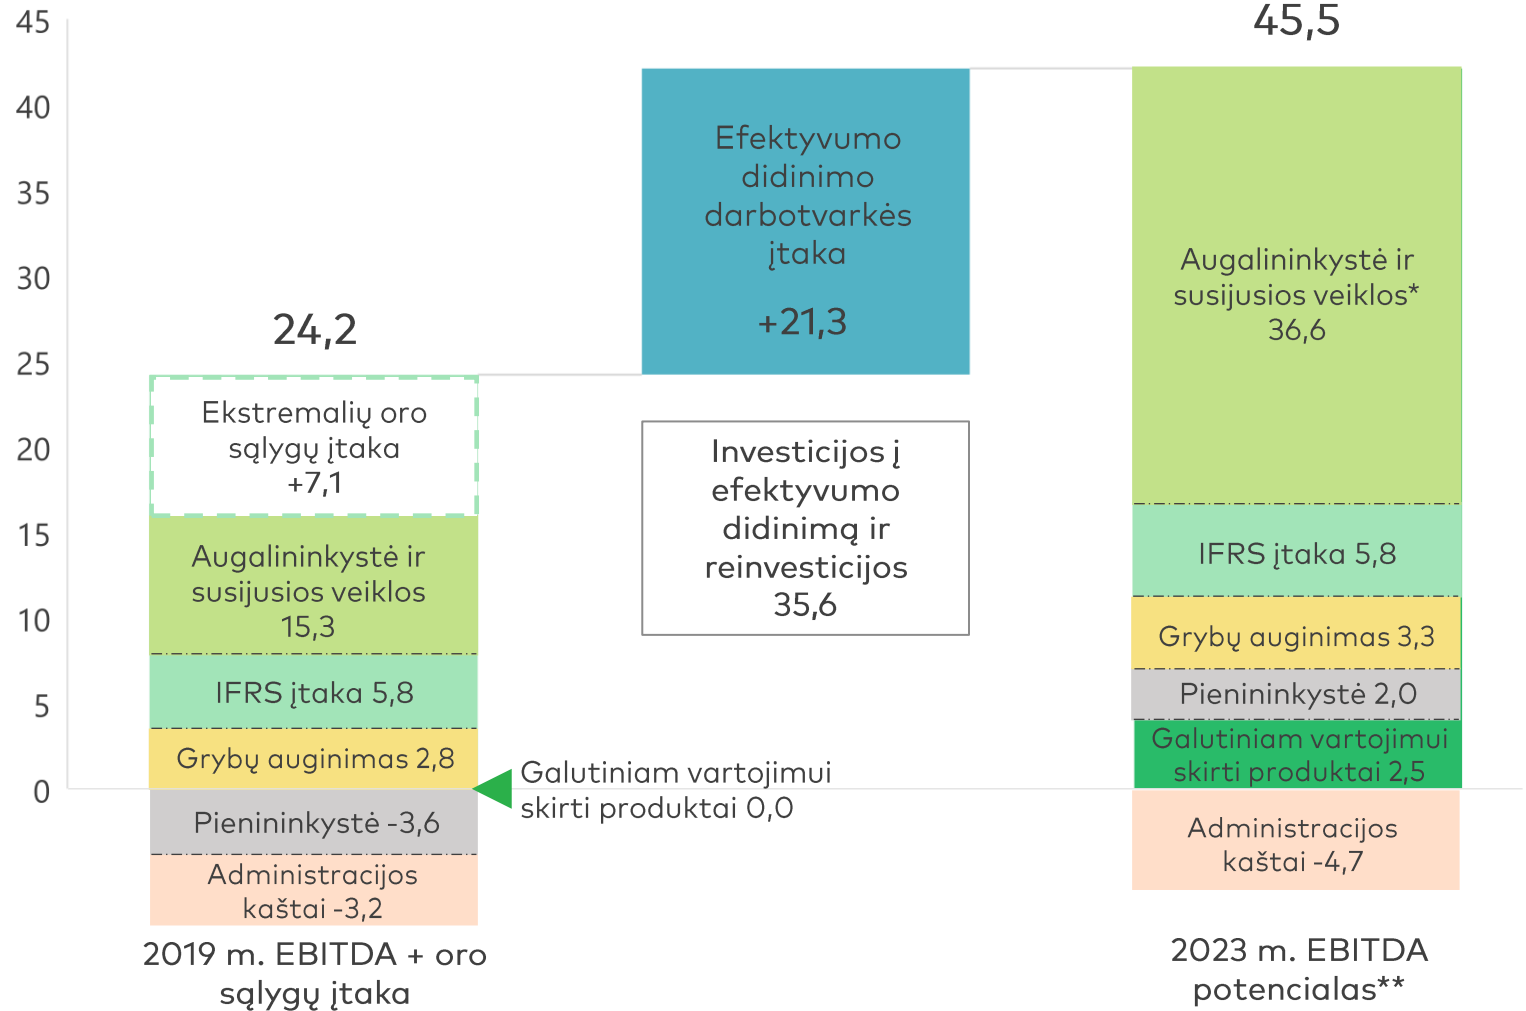 45
40
35
30
25
20
15
10
5
0
24,2
Ekstremalių oro
sąlygų įtaka
+7,1
Augalininkystė ir
susijusios veiklos
15,3
IFRS įtaka 5,8
Grybų auginimas 2,8
Pienininkystė -3,6
Administracijos
kaštai -3,2
2019 m. EBITDA + oro
sąlygų įtaka
Galutiniam vartojimui
skirti produktai 0,0
Efektyvumo
didinimo
darbotvarkės
įtaka
+21,3
Investicijos į
efektyvumo
didinimą ir
reinvesticijos
35,6
45,5
Augalininkystė ir
susijusios veiklos*
36,6
IFRS įtaka 5,8
Grybų auginimas 3,3
Pienininkystė 2,0
Galutiniam vartojimui
skirti produktai 2,5
Administracijos
kaštai -4,7
2023 m. EBITDA
potencialas**